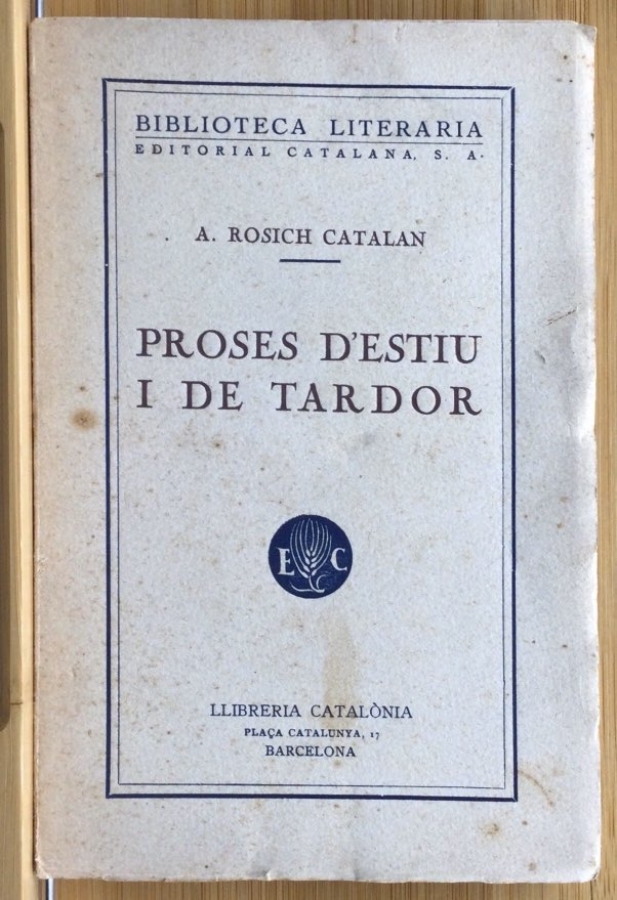 BIBLIOTECA LITERARIA
EDITORIAL CATALANA, S. A.
A. ROSICH CATALAN
PROSES D'ESTIU
I DE TARDOR
E C
LLIBRERIA CATALÒNIA
PLAÇA CATALUNYA, 17
BARCELONA